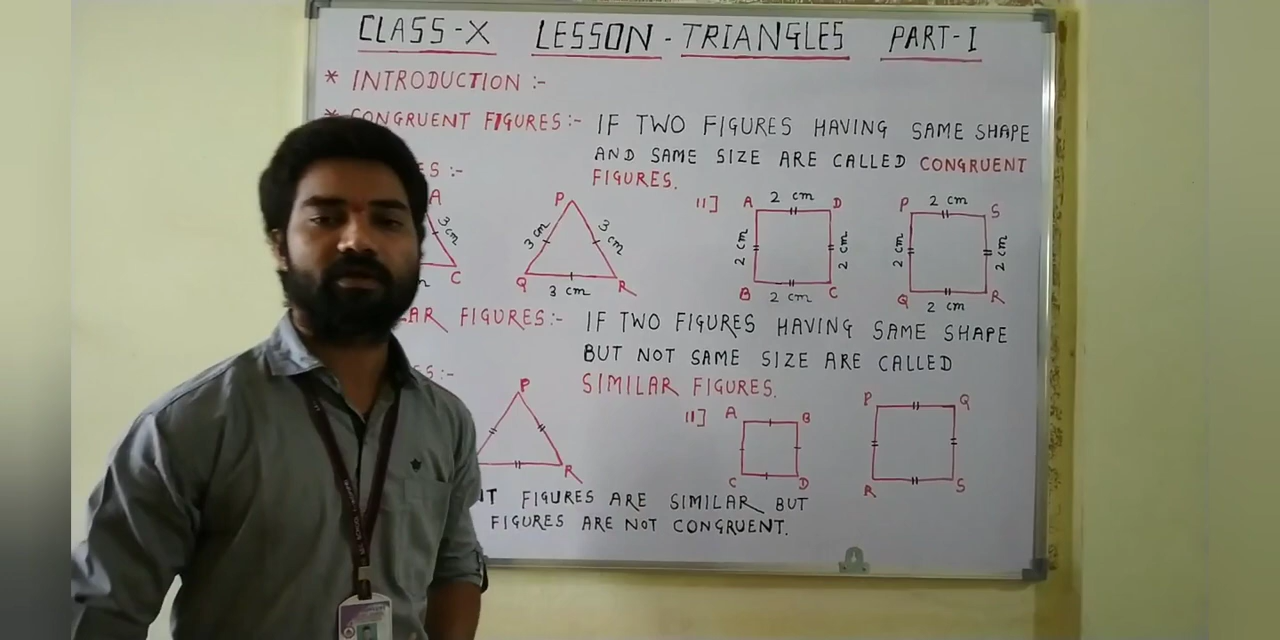 CLASS-X LESSON - TRIANGLES PART-I
* INTRODUCTION :-
* CONGRUENT FIGURES:- IF TWO FIGURES HAVING SAME SHAPE
AND SAME SIZE ARE CALLED CONGRUENT
FIGURES.
ES :-
A
3 cm
C
P
3 cm
3 cm
Q
3 cm
R
II]
A
2 cm
D
2 cm
2 cm
B
2 cm
C
P
2 cm
S
2 cm
2 cm
Q
2 cm
R
LAR FIGURES:- IF TWO FIGURES HAVING SAME SHAPE
BUT NOT SAME SIZE ARE CALLED
SIMILAR FIGURES.
S:-
P
R
II]
A
B
C
D
P
Q
R
S
FIGURES ARE SIMILAR BUT
FIGURES ARE NOT CONGRUENT.